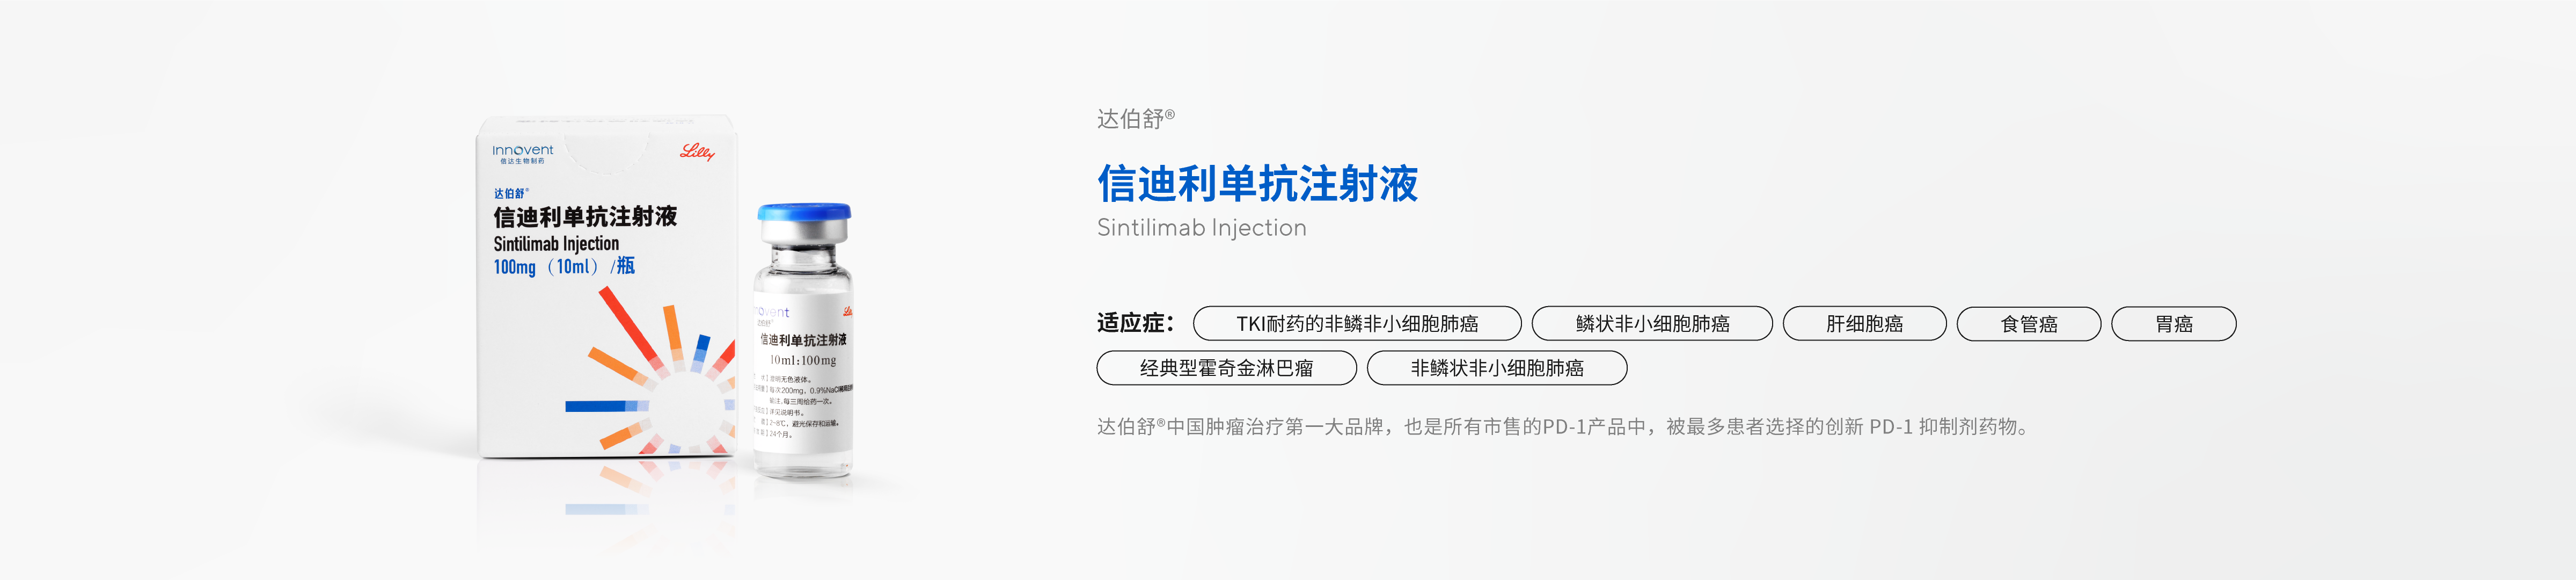 Innovent
信达生物制药
Lilly
达伯舒®
信迪利单抗注射液
Sintilimab Injection
100mg（10ml）/瓶
信迪利单抗注射液
10ml:100mg
达伯舒®
信迪利单抗注射液
Sintilimab Injection
适应症： TKI耐药的非鳞非小细胞肺癌 鳞状非小细胞肺癌 肝细胞癌 食管癌 胃癌
经典型霍奇金淋巴瘤 非鳞状非小细胞肺癌
达伯舒®中国肿瘤治疗第一大品牌，也是所有市售的PD-1产品中，被最多患者选择的创新 PD-1 抑制剂药物。